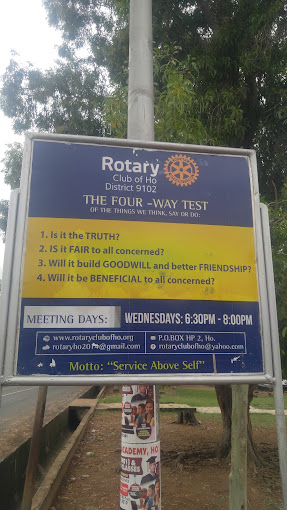 Rotary
Club of Ho
District 9102
THE FOUR -WAY TEST
OF THE THINGS WE THINK, SAY OR DO:
1. Is it the TRUTH?
2. IS it FAIR to all concerned?
3. Will it build GOODWILL and better FRIENDSHIP?
4. Will it be BENEFICIAL to all concerned?
MEETING DAYS: WEDNESDAYS: 6:30PM - 8:00PM
www.rotaryclubofho.org
P.O.BOX HP 2, Ho.
rotaryclubofho@yahoo.com
Motto: "Service Above Self"
ACADEMY, HO